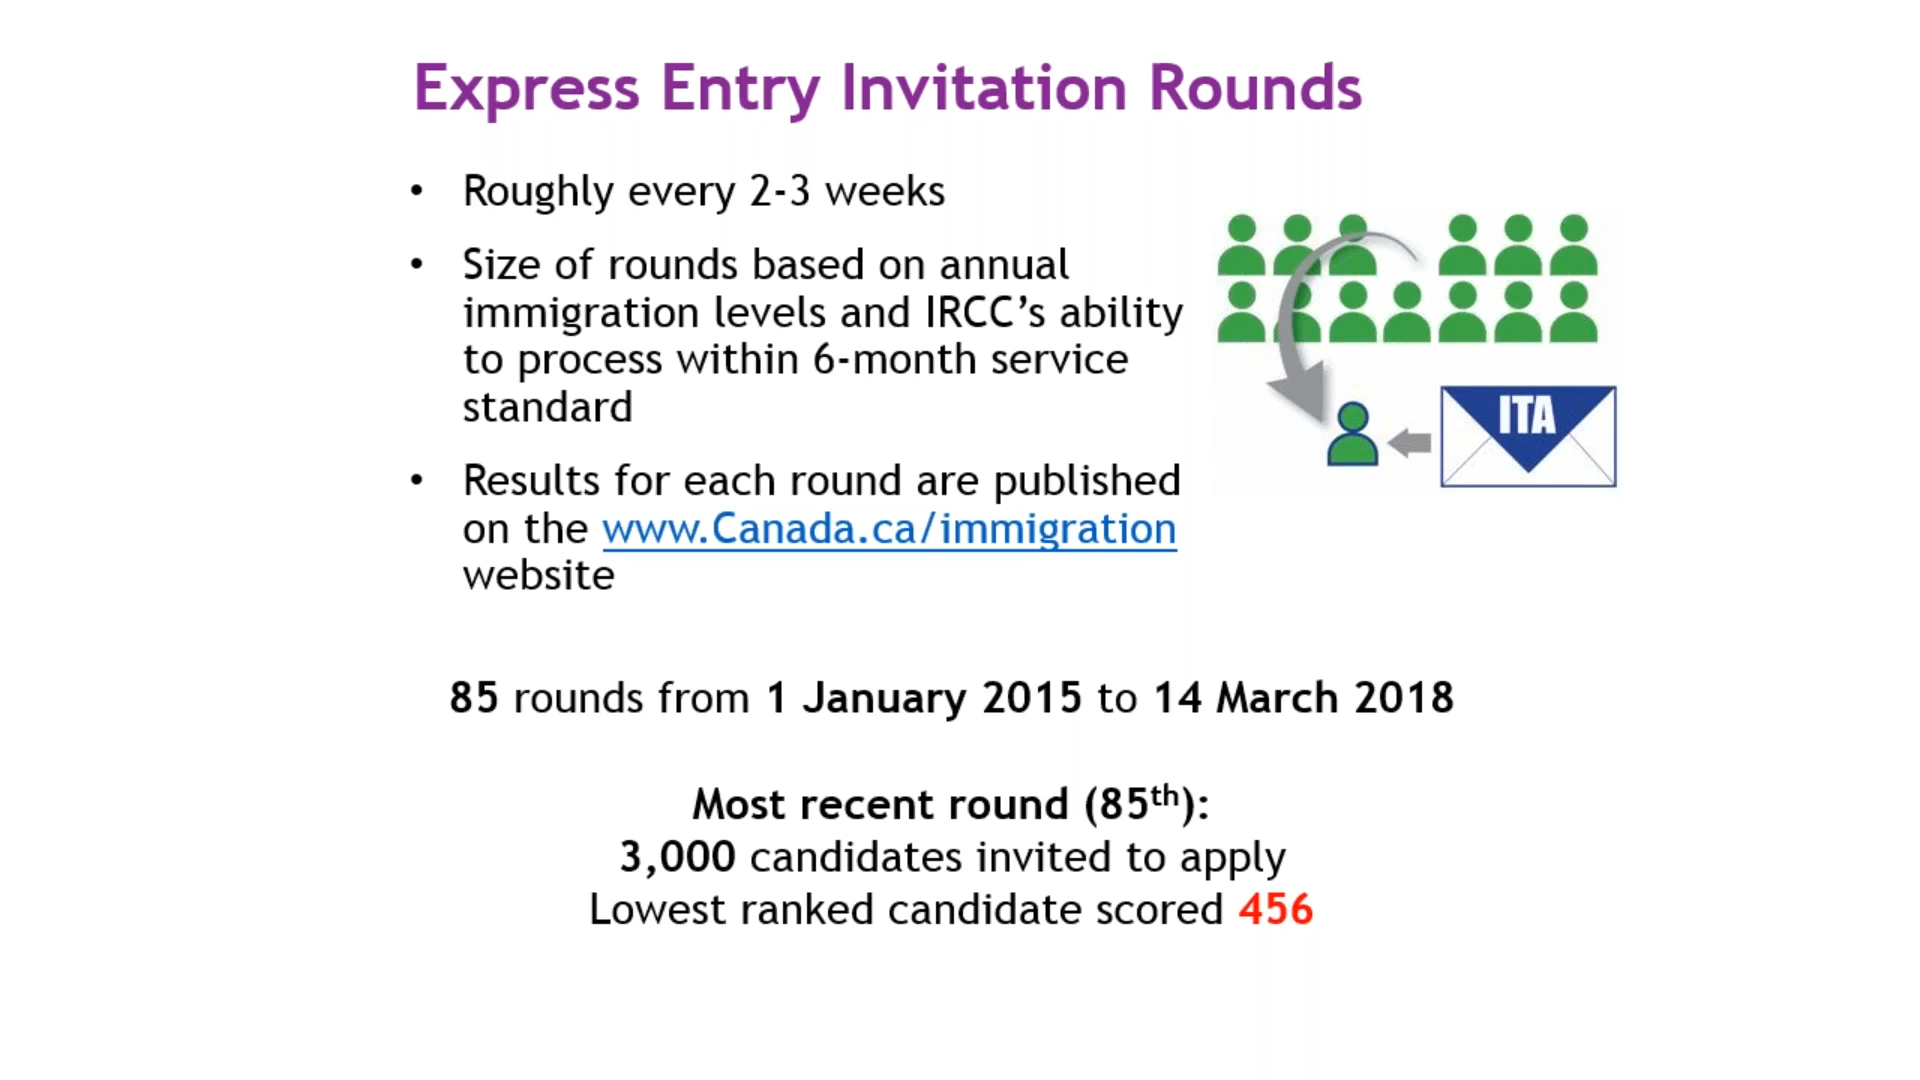 Express Entry Invitation Rounds
• Roughly every 2-3 weeks
• Size of rounds based on annual
immigration levels and IRCC’s ability
to process within 6-month service
standard
ITA
• Results for each round are published
on the www.Canada.ca/immigration
website
85 rounds from 1 January 2015 to 14 March 2018
Most recent round (85th):
3,000 candidates invited to apply
Lowest ranked candidate scored 456